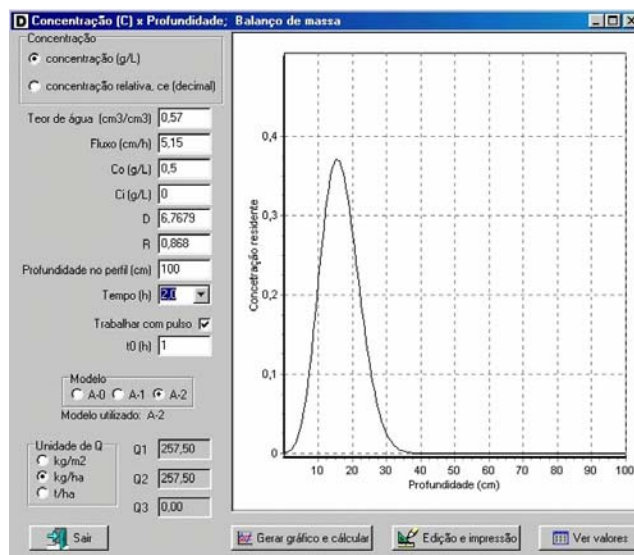 D Concentração (C) x Profundidade; Balanço de massa
Concentração
concentração (g/L)
concentração relativa, ce (decimal)
Teor de água (cm3/cm3) 0,57
Fluxo (cm/h) 5,15
Co (g/L) 0,5
Ci (g/L) 0
D 6,7679
R 0,868
Profundidade no perfil (cm) 100
Tempo (h) 2,0
Trabalhar com pulso
t0 (h) 1
Modelo
A-0 A-1 A-2
Modelo utilizado: A-2
Unidade de Q
kg/m2
kg/ha
t/ha
Q1 257,50
Q2 257,50
Q3 0,00
Concetração residente
0,4
0,3
0,2
0,1
0
10 20 30 40 50 60 70 80 90 100
Profundidade (cm)
Sair
Gerar gráfico e cálcular
Edição e impressão
Ver valores